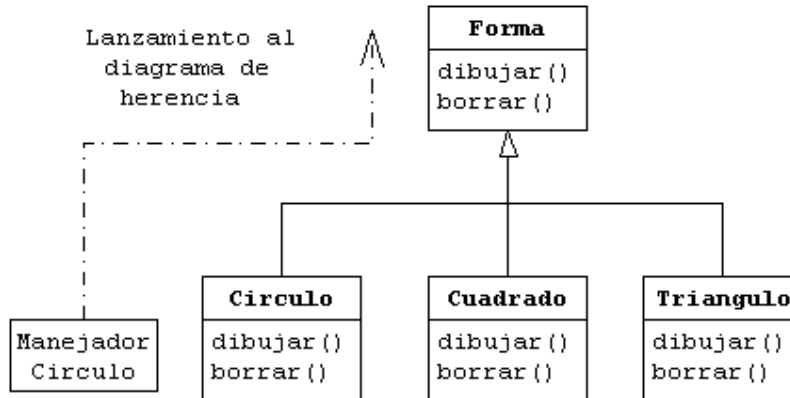 Lanzamiento al
diagrama de
herencia
Forma
dibujar()
borrar()
Manejador
Circulo
Circulo
dibujar()
borrar()
Cuadrado
dibujar()
borrar()
Triangulo
dibujar()
borrar()